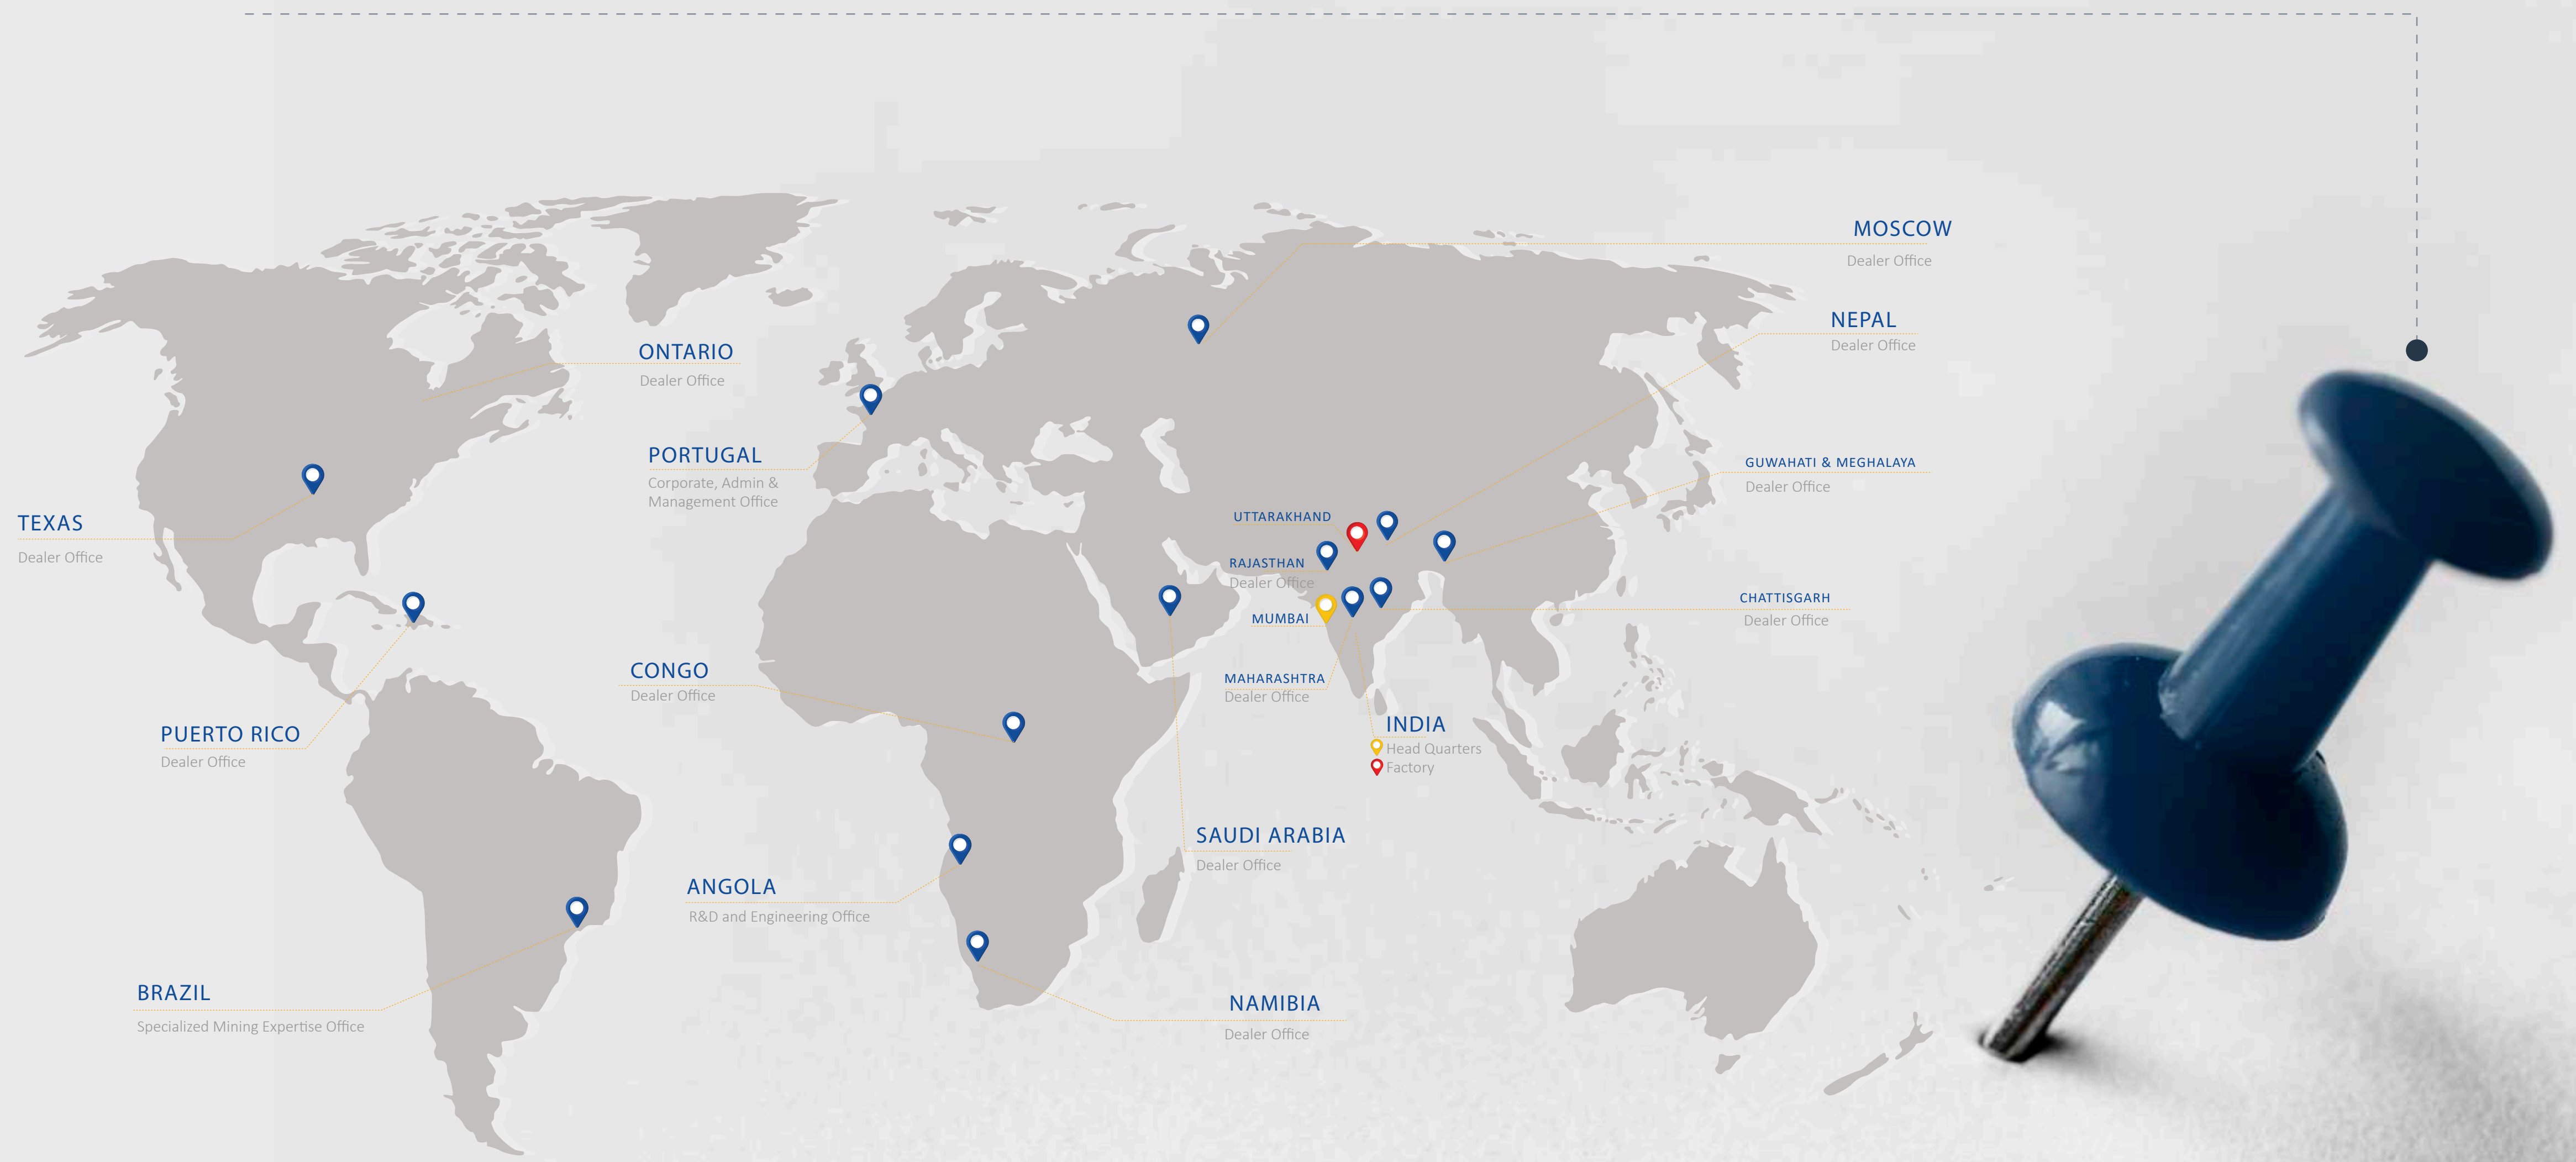 MOSCOW
Dealer Office
NEPAL
Dealer Office
ONTARIO
Dealer Office
PORTUGAL
Corporate, Admin &
Management Office
GUWAHATI & MEGHALAYA
Dealer Office
TEXAS
Dealer Office
UTTARAKHAND
RAJASTHAN
Dealer Office
MUMBAI
CHATTISGARH
Dealer Office
CONGO
Dealer Office
MAHARASHTRA
Dealer Office
PUERTO RICO
Dealer Office
INDIA
Head Quarters
Factory
SAUDI ARABIA
Dealer Office
ANGOLA
R&D and Engineering Office
BRAZIL
Specialized Mining Expertise Office
NAMIBIA
Dealer Office